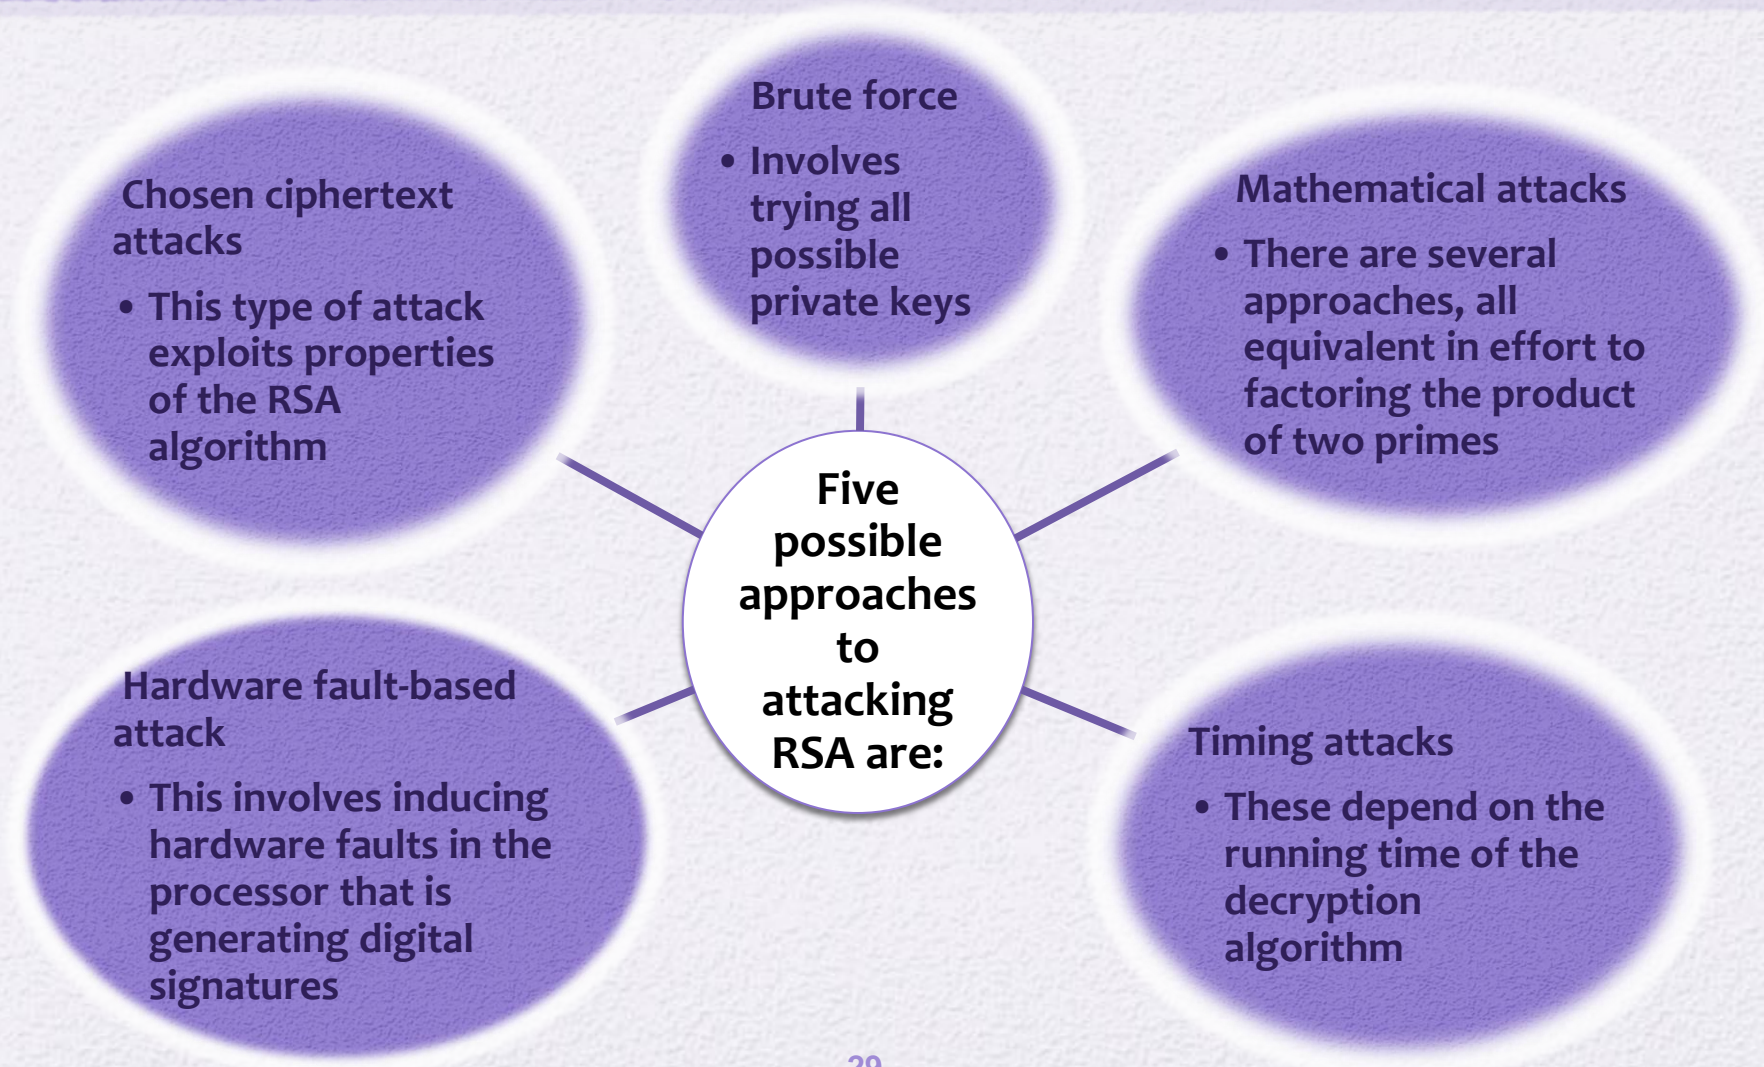 Brute force
• Involves
trying all
possible
private keys
Chosen ciphertext
attacks
• This type of attack
exploits properties
of the RSA
algorithm
Mathematical attacks
• There are several
approaches, all
equivalent in effort to
factoring the product
of two primes
Five
possible
approaches
to
attacking
RSA are:
Hardware fault-based
attack
• This involves inducing
hardware faults in the
processor that is
generating digital
signatures
Timing attacks
• These depend on the
running time of the
decryption
algorithm
29